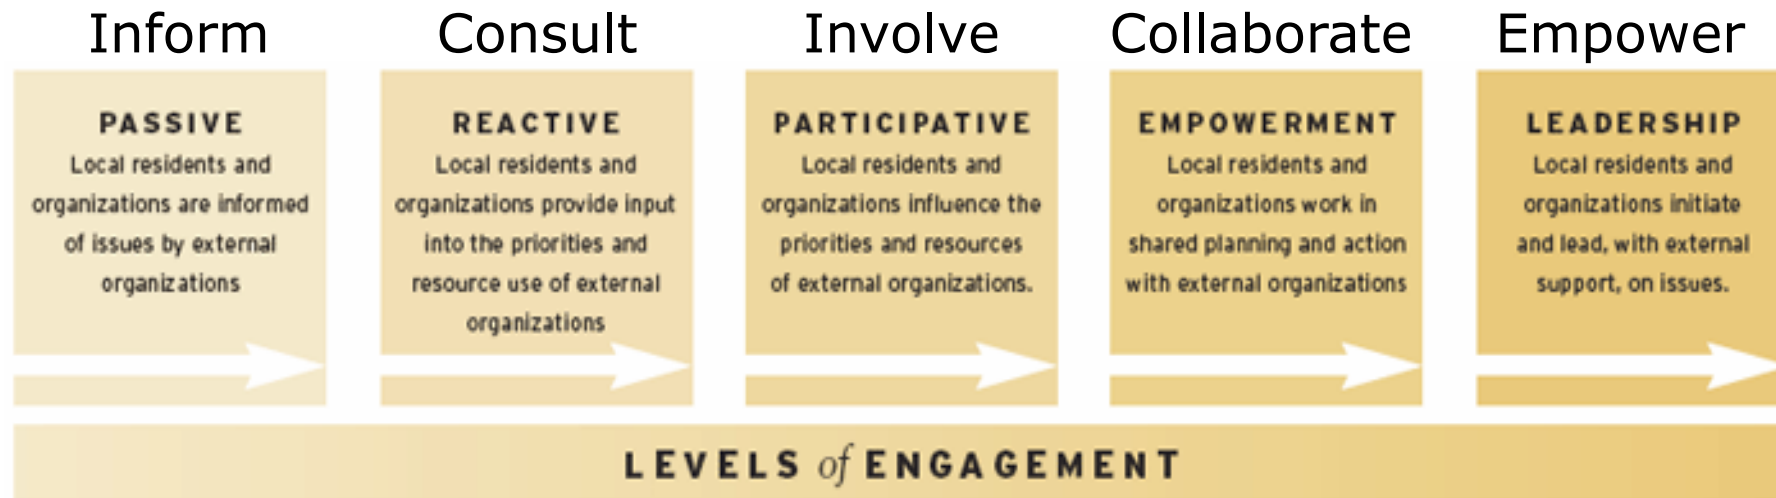 Inform
PASSIVE
Local residents and
organizations are informed
of issues by external
organizations
Consult
REACTIVE
Local residents and
organizations provide input
into the priorities and
resource use of external
organizations
Involve
PARTICIPATIVE
Local residents and
organizations influence the
priorities and resources
of external organizations.
Collaborate
EMPOWERMENT
Local residents and
organizations work in
shared planning and action
with external organizations
Empower
LEADERSHIP
Local residents and
organizations initiate
and lead, with external
support, on issues.
LEVELS of ENGAGEMENT